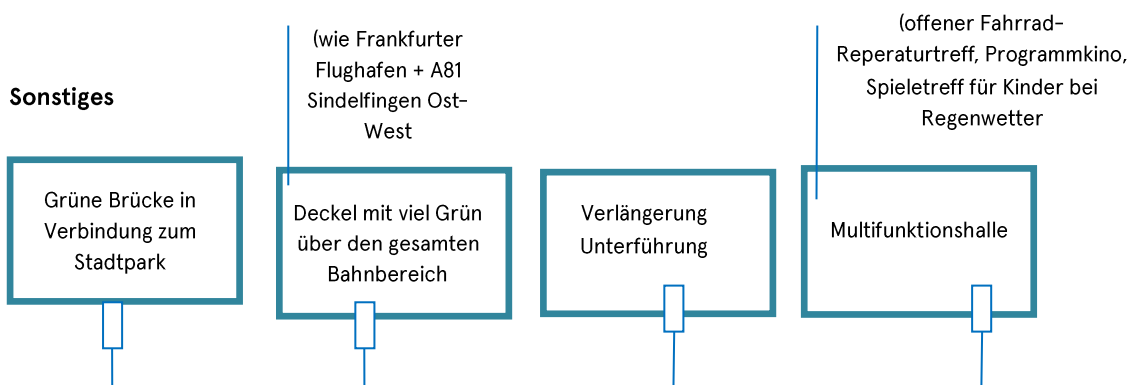 Sonstiges
Grüne Brücke in
Verbindung zum
Stadtpark
(wie Frankfurter
Flughafen + A81
Sindelfingen Ost-
West
Deckel mit viel Grün
über den gesamten
Bahnbereich
Verlängerung
Unterführung
(offener Fahrrad-
Reperaturtreff, Programmkino,
Spieletreff für Kinder bei
Regenwetter
Multifunktionshalle